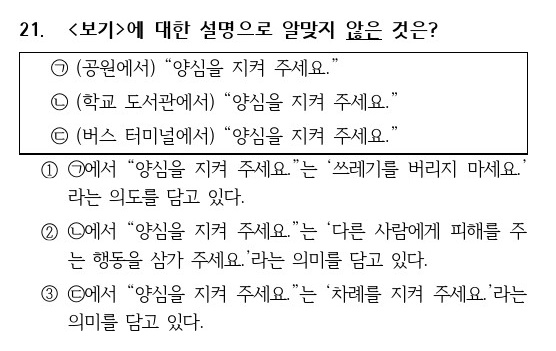 21. <보기>에 대한 설명으로 알맞지 않은 것은?
㉠ (공원에서) “양심을 지켜 주세요.”
㉡ (학교 도서관에서) “양심을 지켜 주세요.”
㉢ (버스 터미널에서) “양심을 지켜 주세요.”
① ㉠에서 “양심을 지켜 주세요.”는 ‘쓰레기를 버리지 마세요.’
라는 의도를 담고 있다.
② ㉡에서 “양심을 지켜 주세요.”는 ‘다른 사람에게 피해를 주
는 행동을 삼가 주세요.’라는 의미를 담고 있다.
③ ㉢에서 “양심을 지켜 주세요.”는 ‘차례를 지켜 주세요.’라는
의미를 담고 있다.